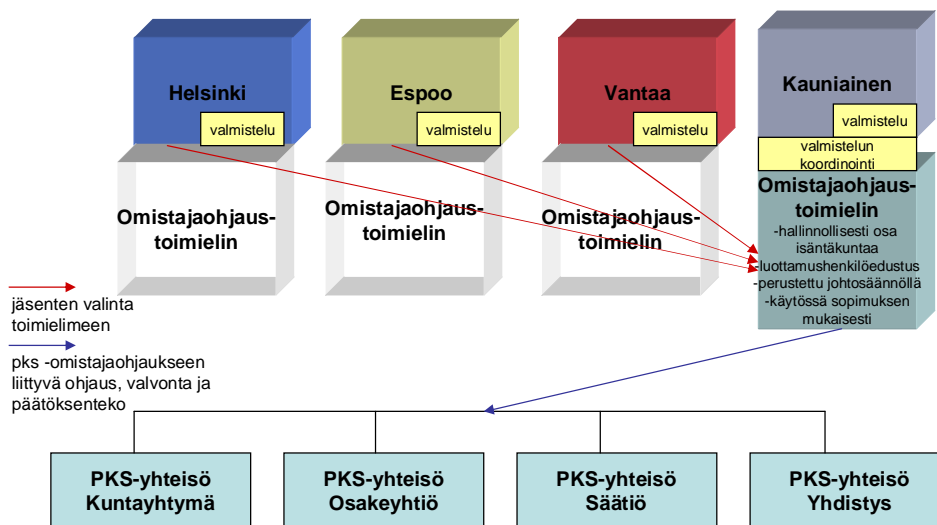 Helsinki
valmistelu
Espoo
valmistelu
Vantaa
valmistelu
Kauniainen
valmistelu
valmistelun
koordinointi
Omistajaohjaus-
toimielin
Omistajaohjaus-
toimielin
Omistajaohjaus-
toimielin
Omistajaohjaus-
toimielin
-hallinnollisesti osa
isäntäkuntaa
-luottamushenkilöedustus
-perustettu johtosäännöllä
-käytössä sopimuksen
mukaisesti
jäsenten valinta
toimielimeen
pks -omistajaohjaukseen
liittyvä ohjaus, valvonta ja
päätöksenteko
PKS-yhteisö
Kuntayhtymä
PKS-yhteisö
Osakeyhtiö
PKS-yhteisö
Säätiö
PKS-yhteisö
Yhdistys